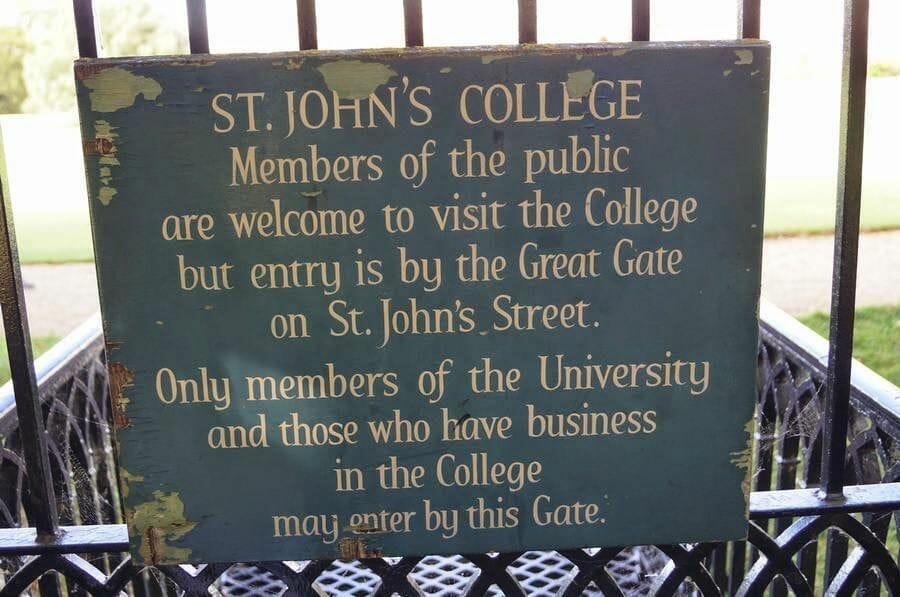 ST. JOHN'S COLLEGE
Members of the public
are welcome to visit the College
but entry is by the Great Gate
on St. John's Street.
Only members of the University
and those who have business
in the College
may enter by this Gate.